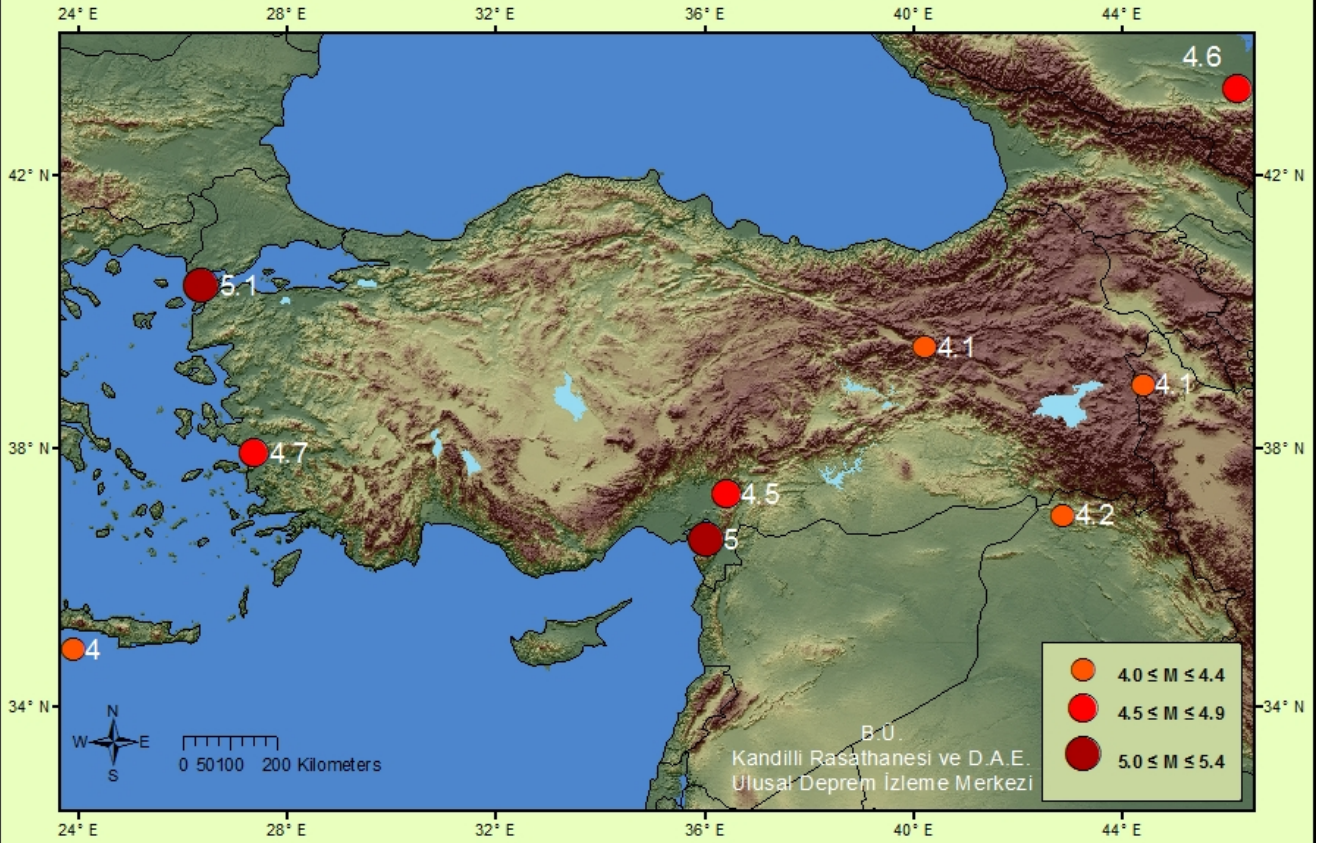 24° E 28° E 32° E 36° E 40° E 44° E
4.6
42° N 42° N
5.1
4.1
4.1
38° N 38° N
4.7
4.5
4.2
5
4
4.0 ≤ M ≤ 4.4
34° N 34° N
N
4.5 ≤ M ≤ 4.9
B.Ü.
W E
Kandilli Rasathanesi ve D.A.E.
5.0 ≤ M ≤ 5.4
0 50100 200 Kilometers
S
Ulusal Deprem İzleme Merkezi
24° E 28° E 32° E 36° E 40° E 44° E